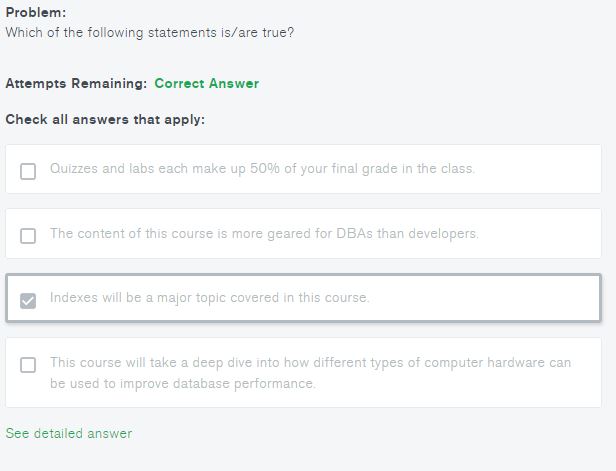 Problem:
Which of the following statements is/are true?
Attempts Remaining: Correct Answer
Check all answers that apply:
Quizzes and labs each make up 50% of your final grade in the class.
The content of this course is more geared for DBAs than developers.
Indexes will be a major topic covered in this course.
This course will take a deep dive into how different types of computer hardware can
be used to improve database performance.
See detailed answer